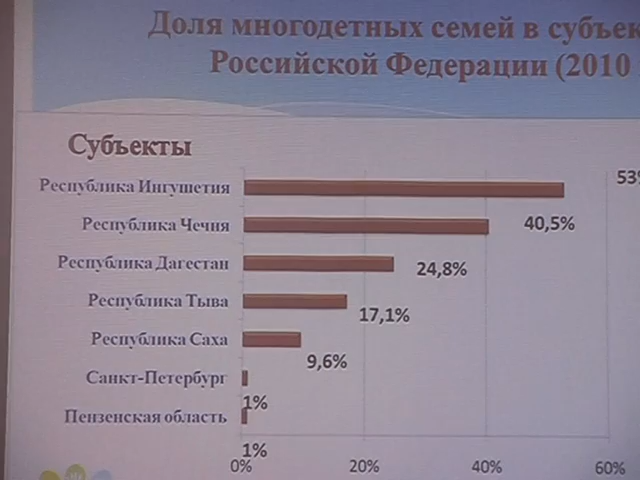 Доля многодетных семей в субъек
Российской Федерации (2010
Субъекты
Республика Ингушетия 53%
Республика Чечня 40,5%
Республика Дагестан 24,8%
Республика Тыва 17,1%
Республика Саха 9,6%
Санкт-Петербург 1%
Пензенская область 1%
0% 20% 40% 60%